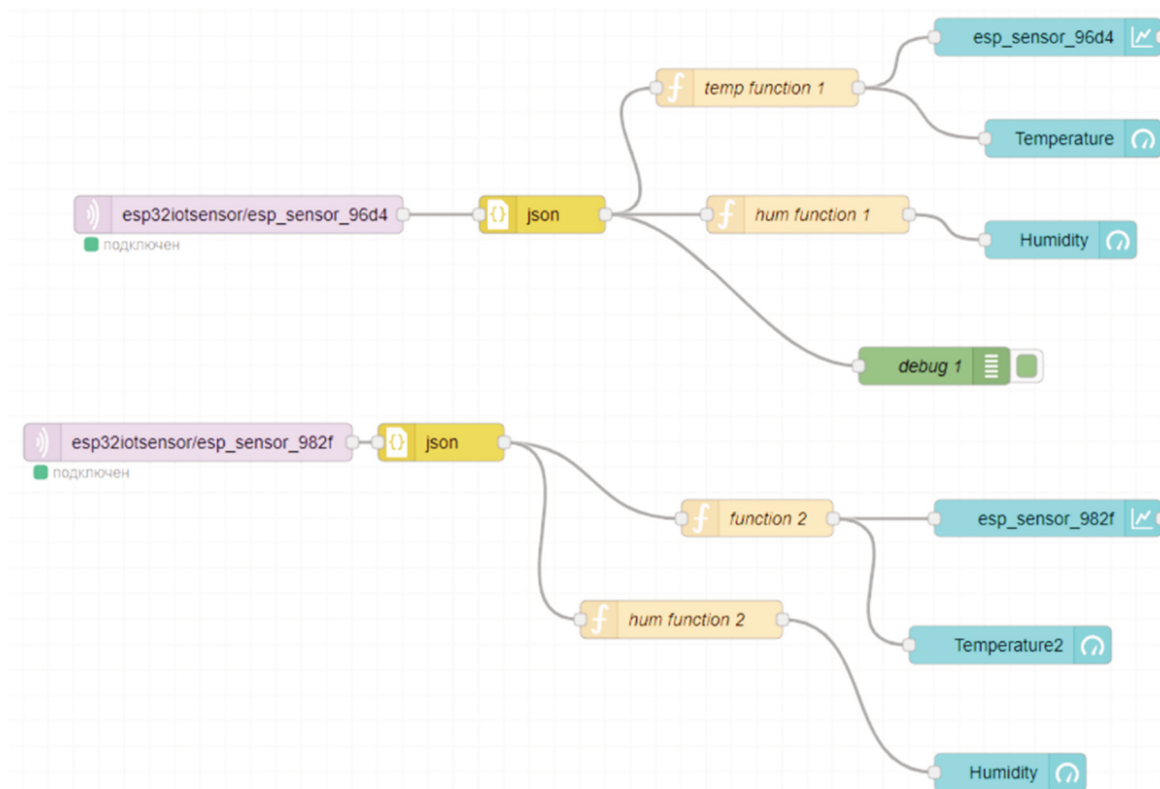 esp_sensor_96d4
temp function 1
Temperature
esp32iotsensor/esp_sensor_96d4
json
hum function 1
подключен
Humidity
debug 1
esp32iotsensor/esp_sensor_982f
json
подключен
function 2
esp_sensor_982f
hum function 2
Temperature2
Humidity